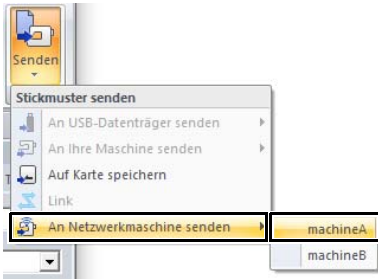 Senden
Stickmuster senden
An USB-Datenträger senden
An Ihre Maschine senden
Auf Karte speichern
Link
An Netzwerkmaschine senden
machineA
machineB